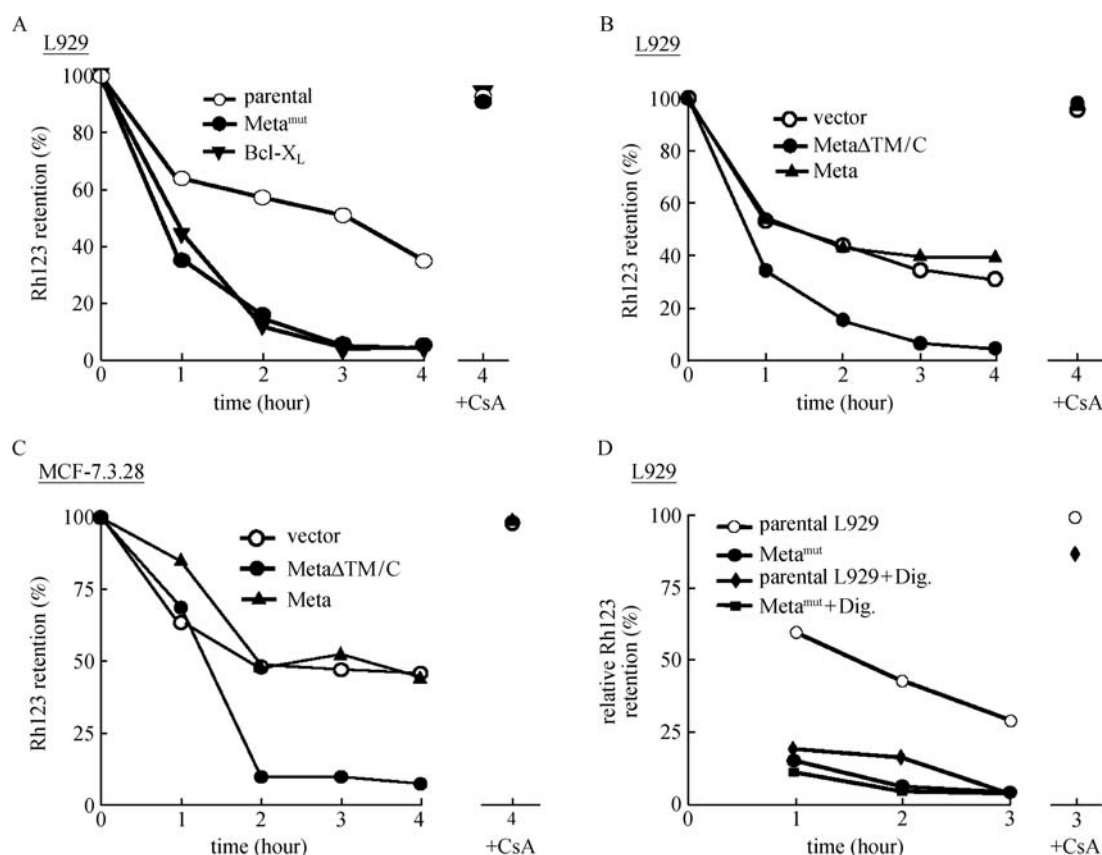 A
L929
parental
Meta^mut
Bcl-X_L
Rh123 retention (%)
100
80
60
40
20
0
0 1 2 3 4 4
time (hour) +CsA
B
L929
vector
MetaΔTM/C
Meta
Rh123 retention (%)
100
80
60
40
20
0
0 1 2 3 4 4
time (hour) +CsA
C
MCF-7.3.28
vector
MetaΔTM/C
Meta
Rh123 retention (%)
100
75
50
25
0
0 1 2 3 4 4
time (hour) +CsA
D
L929
parental L929
Meta^mut
parental L929+Dig.
Meta^mut+Dig.
relative Rh123
retention (%)
100
75
50
25
0
1 2 3 3
time (hour) +CsA